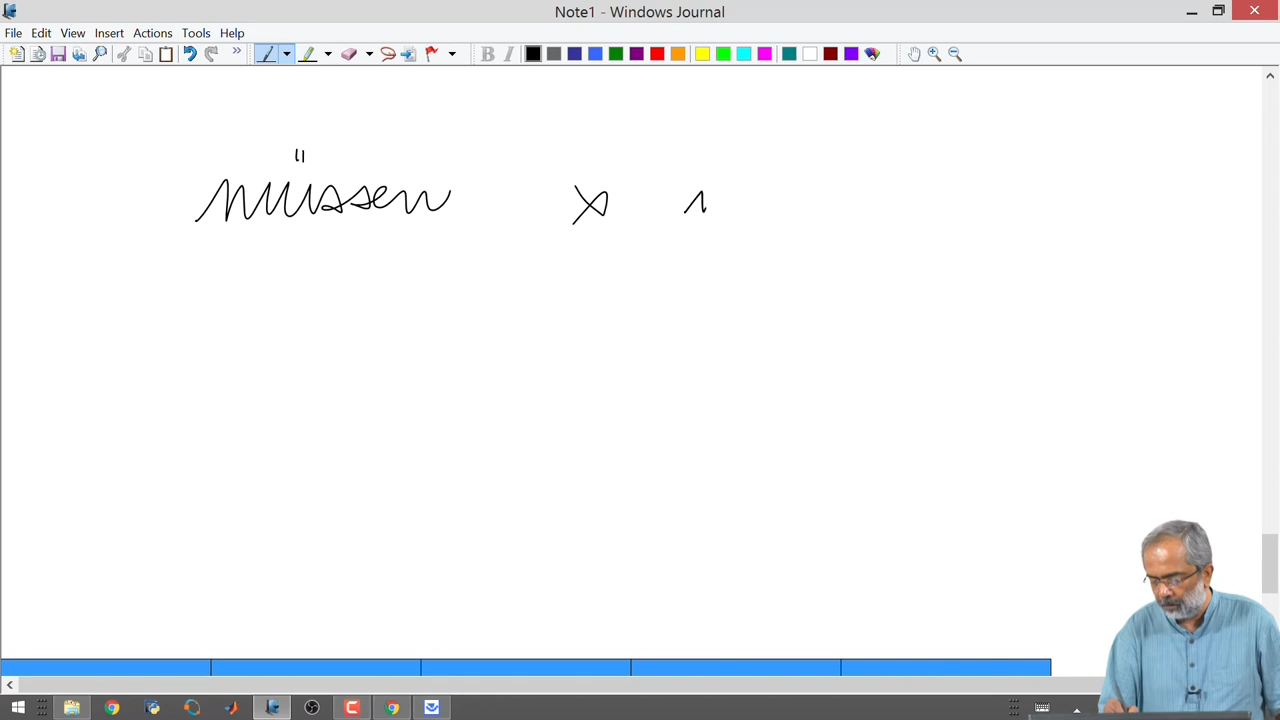 Note1 - Windows Journal
File Edit View Insert Actions Tools Help
B I
müssen x